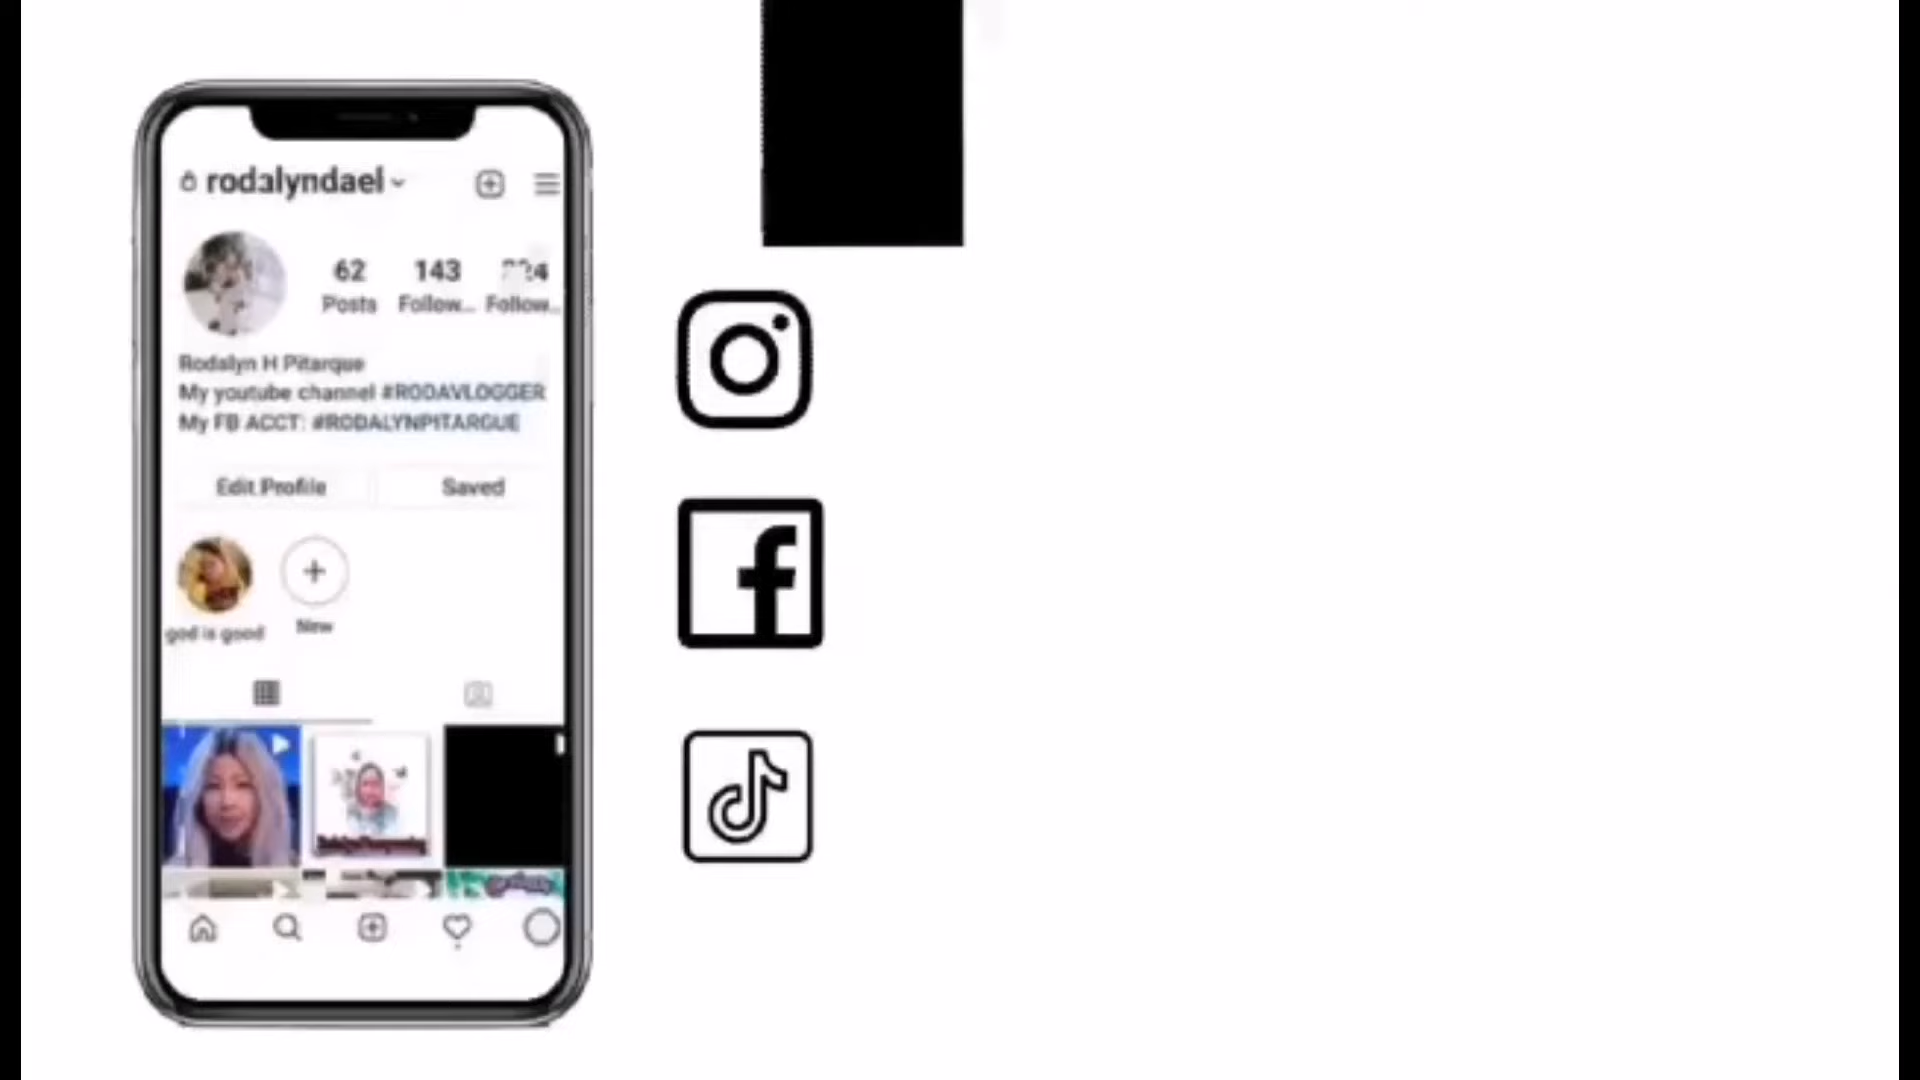 rodalyndael
62 143
Posts Follow... Follow...
Rodalyn H Pitarque
My youtube channel #RODAVLOGGER
My FB ACCT: #RODALYNPITARGUE
Edit Profile Saved
god is good New